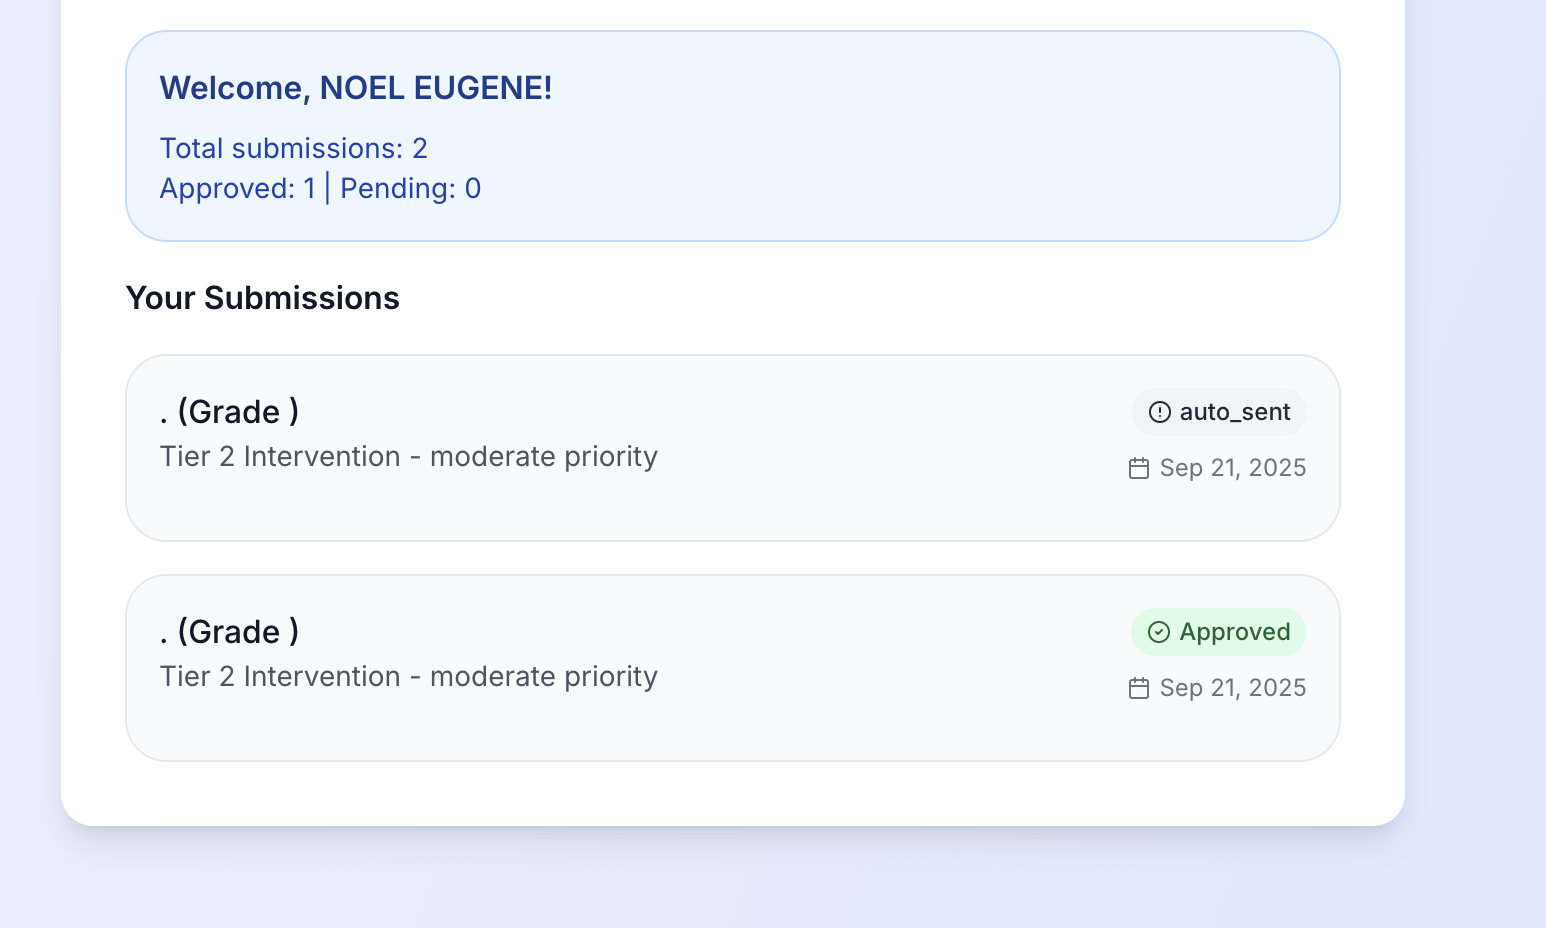 Welcome, NOEL EUGENE!
Total submissions: 2
Approved: 1 | Pending: 0
Your Submissions
. (Grade )
auto_sent
Tier 2 Intervention - moderate priority
Sep 21, 2025
. (Grade )
Approved
Tier 2 Intervention - moderate priority
Sep 21, 2025